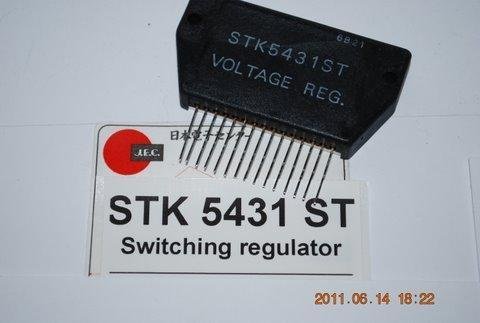 6821
STK5431ST
VOLTAGE REG.
日本電子センター
J.E.C.
STK 5431 ST
Switching regulator
2011.06.14 18:22